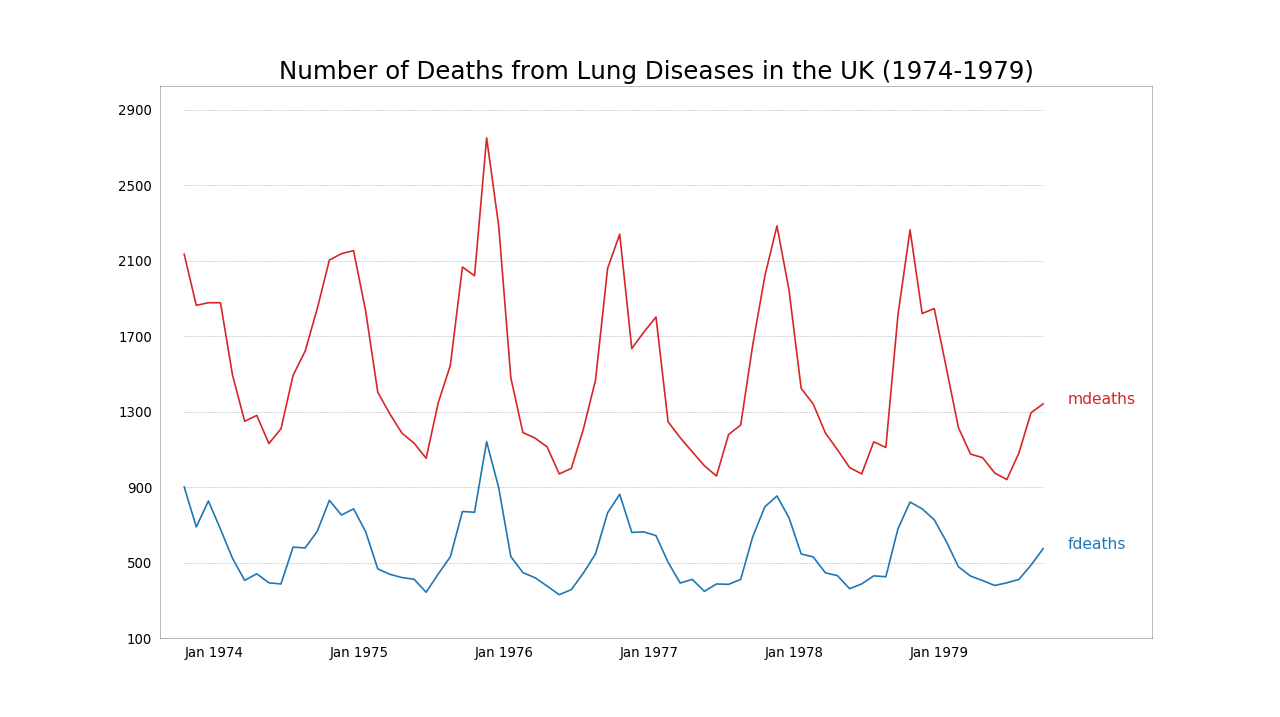 Number of Deaths from Lung Diseases in the UK (1974-1979)
2900
2500
2100
1700
1300
900
500
100
mdeaths
fdeaths
Jan 1974 Jan 1975 Jan 1976 Jan 1977 Jan 1978 Jan 1979